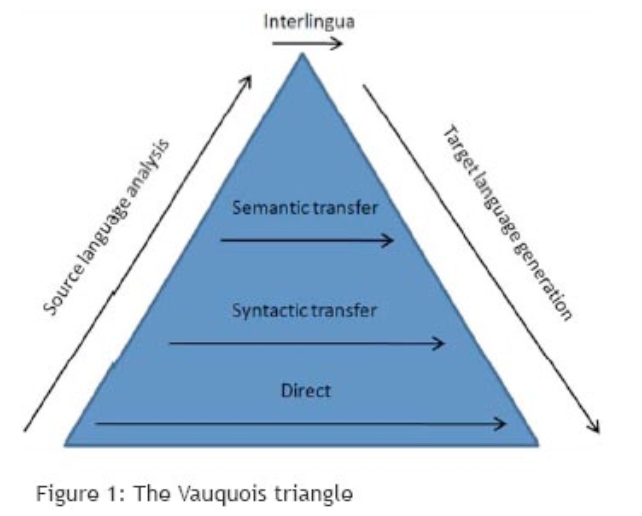 Interlingua
Source language analysis
Target language generation
Semantic transfer
Syntactic transfer
Direct
Figure 1: The Vauquois triangle